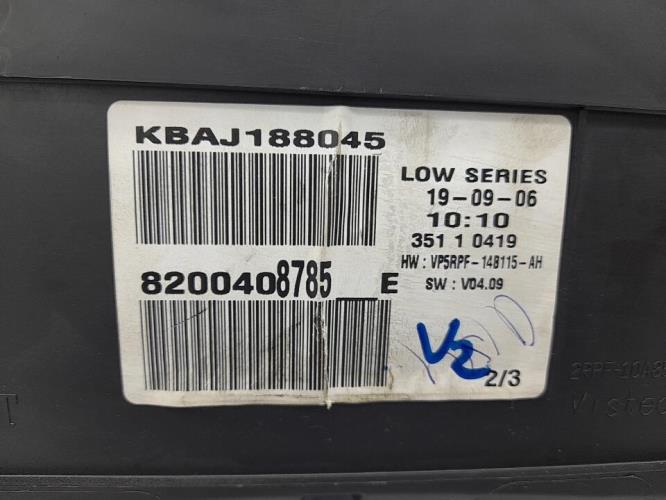 KBAJ188045
8200408785__E
LOW SERIES
19-09-06
10:10
351 1 0419
HW : VP5RPF-14B115-AH
SW : V04.09
V2
2/3